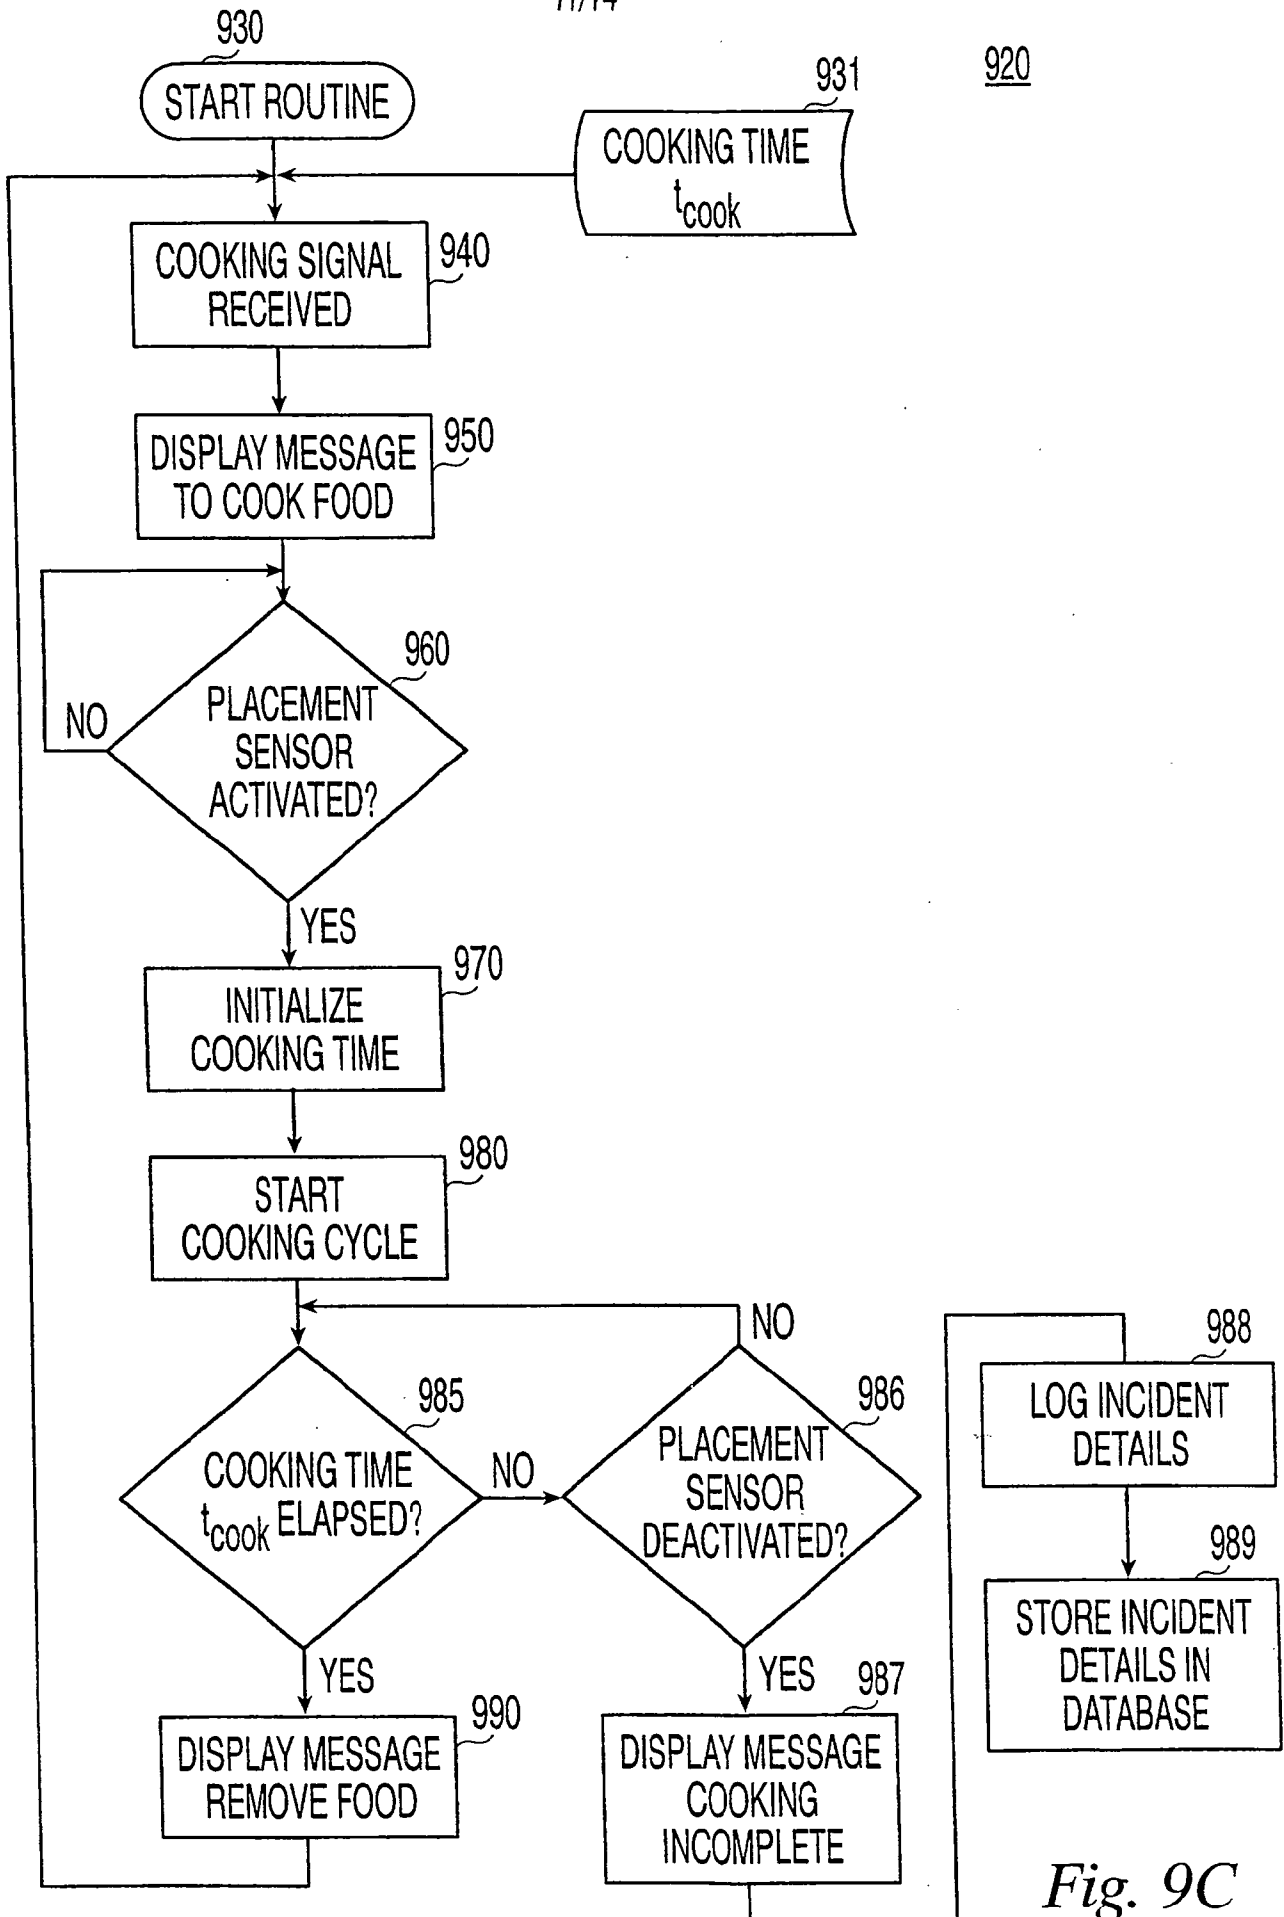 11/14
930
START ROUTINE
931
920
COOKING TIME
tcook
COOKING SIGNAL
RECEIVED
940
DISPLAY MESSAGE
TO COOK FOOD
950
960
PLACEMENT
SENSOR
ACTIVATED?
NO
YES
970
INITIALIZE
COOKING TIME
980
START
COOKING CYCLE
985
COOKING TIME
tcook ELAPSED?
NO
NO
986
PLACEMENT
SENSOR
DEACTIVATED?
988
LOG INCIDENT
DETAILS
989
STORE INCIDENT
DETAILS IN
DATABASE
YES
990
DISPLAY MESSAGE
REMOVE FOOD
YES
987
DISPLAY MESSAGE
COOKING
INCOMPLETE
Fig. 9C